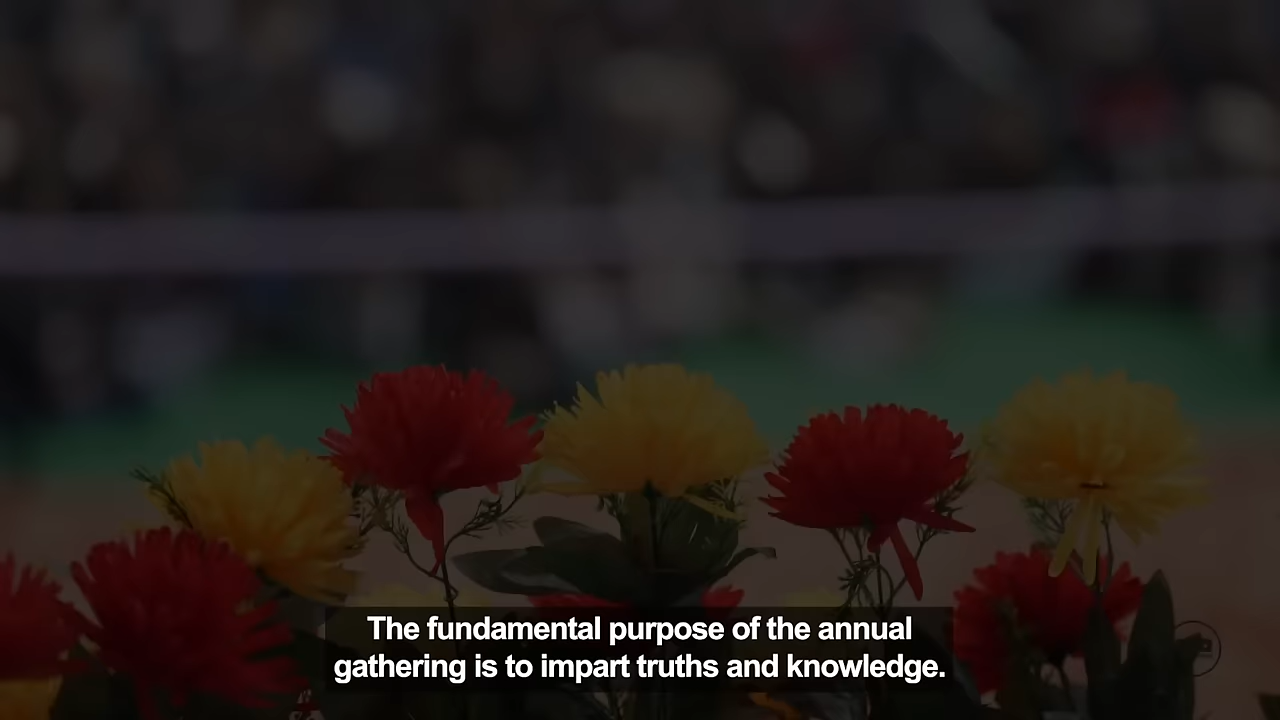 The fundamental purpose of the annual
gathering is to impart truths and knowledge.